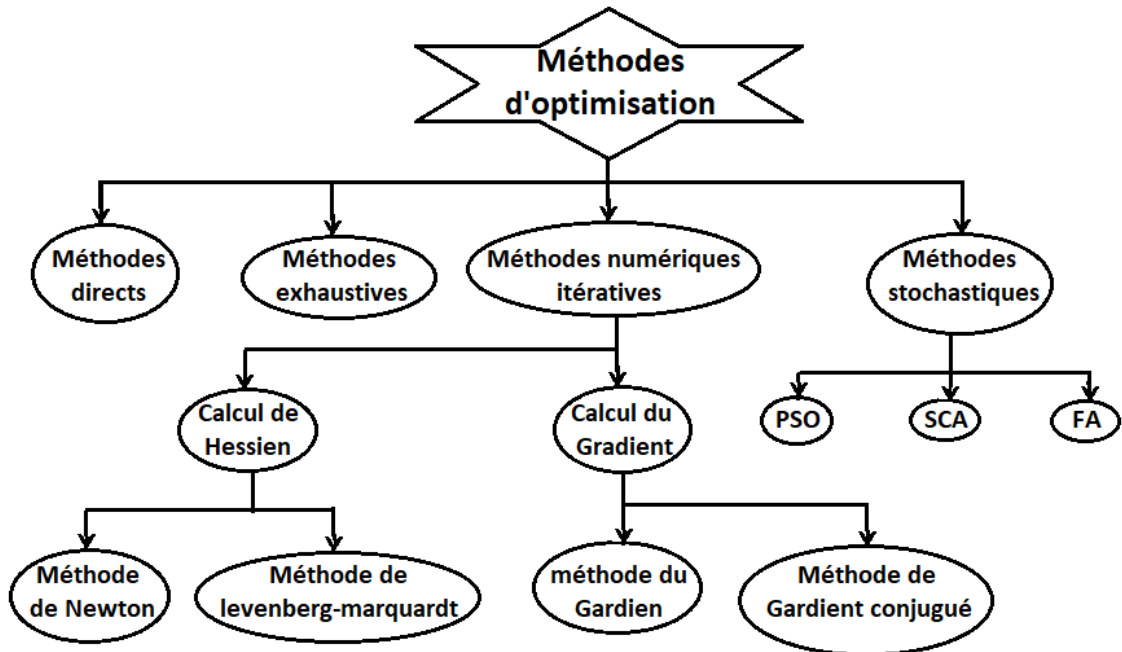 Méthodes
d'optimisation
Méthodes
directs
Méthodes
exhaustives
Méthodes numériques
itératives
Méthodes
stochastiques
Calcul de
Hessien
Calcul du
Gradient
PSO
SCA
FA
Méthode
de Newton
Méthode de
levenberg-marquardt
méthode du
Gardien
Méthode de
Gardient conjugué